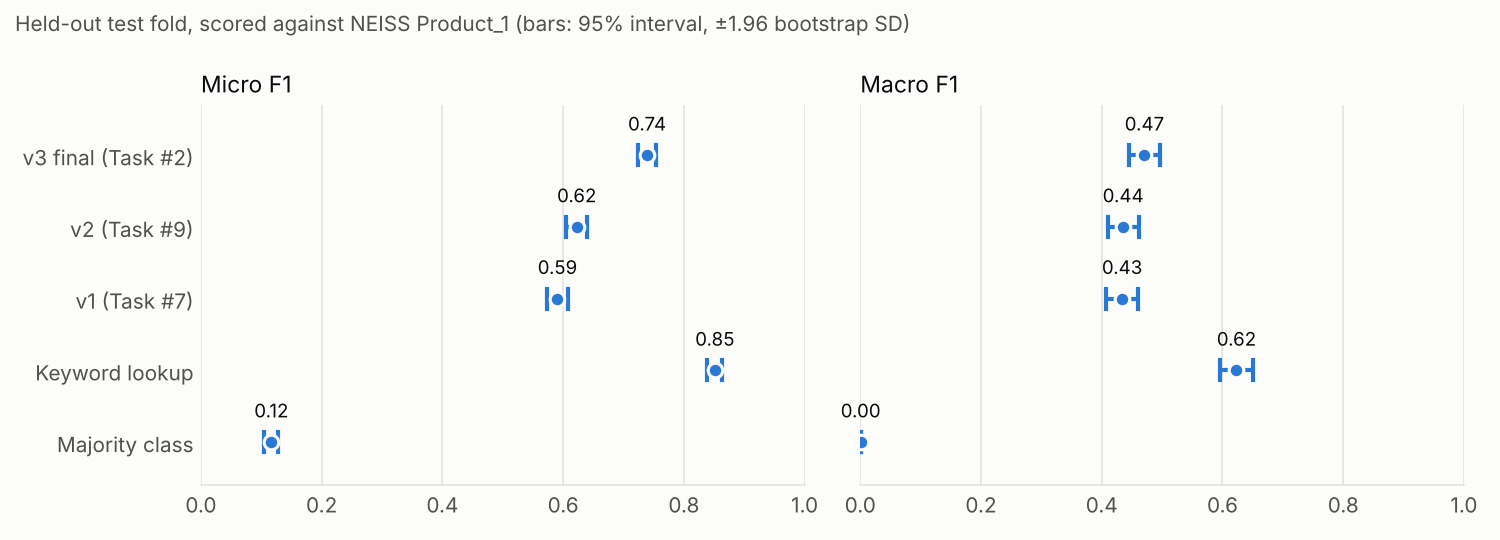 Held-out test fold, scored against NEISS Product_1 (bars: 95% interval, ±1.96 bootstrap SD)
Micro F1
Macro F1
v3 final (Task #2)
0.74
0.47
v2 (Task #9)
0.62
0.44
v1 (Task #7)
0.59
0.43
Keyword lookup
0.85
0.62
Majority class
0.12
0.00
0.0 0.2 0.4 0.6 0.8 1.0
0.0 0.2 0.4 0.6 0.8 1.0